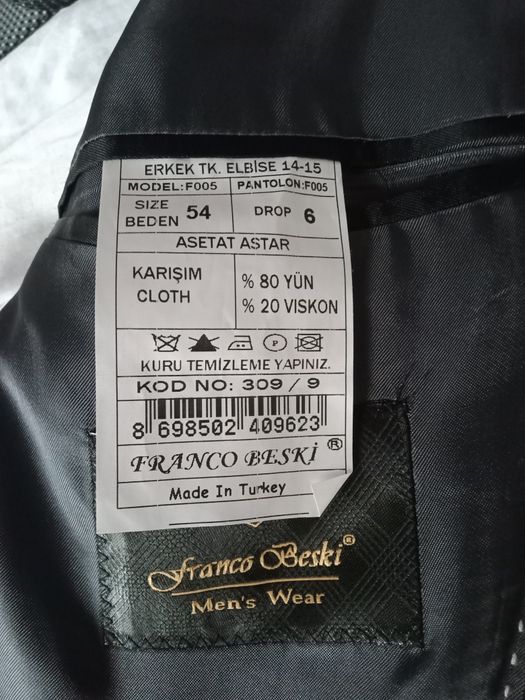 ERKEK TK. ELBİSE 14-15
MODEL:F005 PANTOLON:F005
SIZE
BEDEN 54 DROP 6
ASETAT ASTAR
KARIŞIM % 80 YÜN
CLOTH % 20 VISKON
P
KURU TEMİZLEME YAPINIZ.
KOD NO: 309 / 9
8 698502 409623
FRANCO BESKİ ®
Made In Turkey
Franco Beski®
Men's Wear